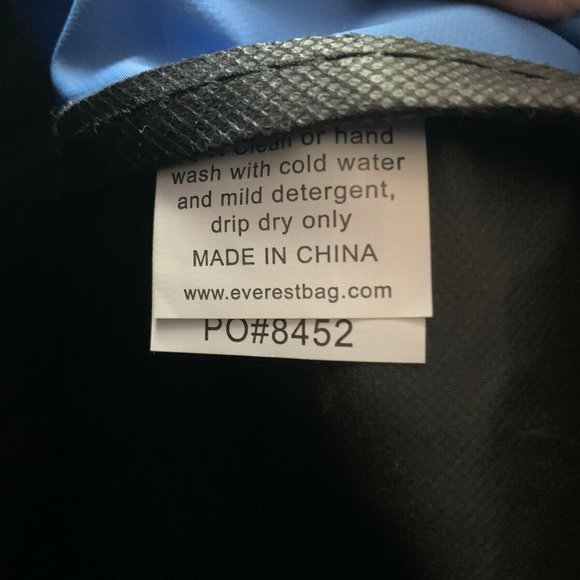 Clean or hand
wash with cold water
and mild detergent,
drip dry only
MADE IN CHINA
www.everestbag.com
PO#8452